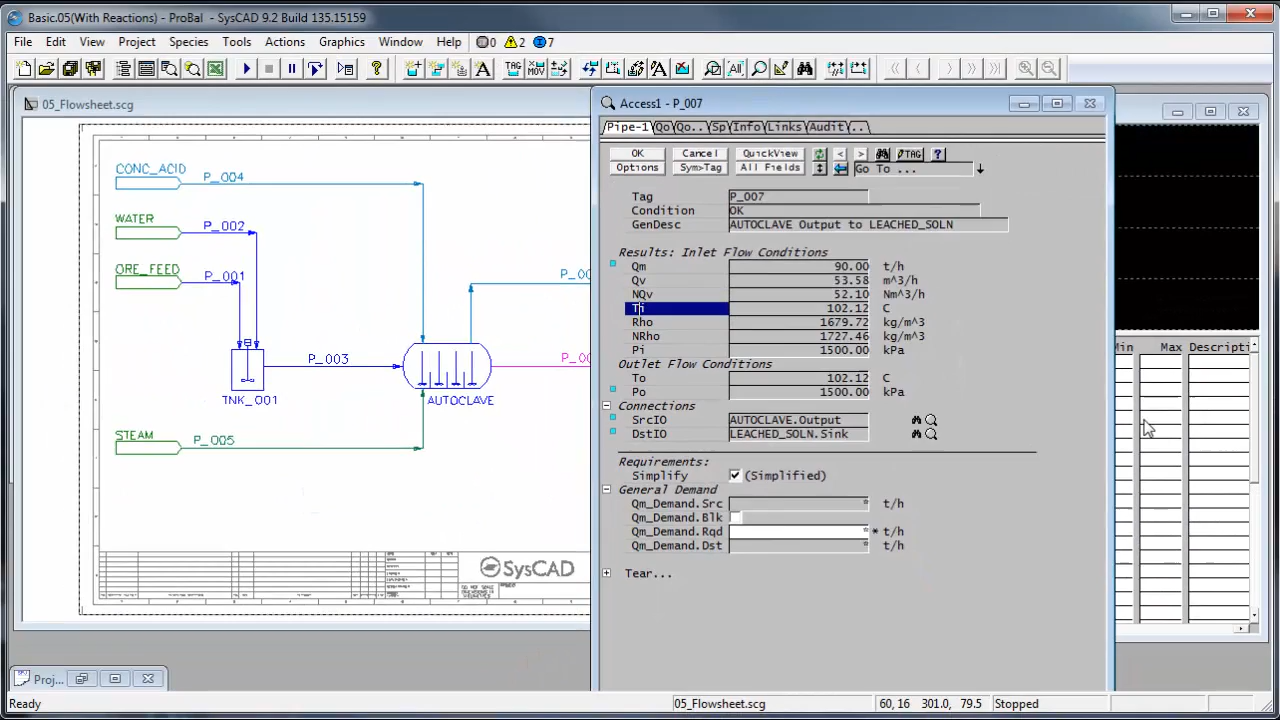 Basic.05(With Reactions) - ProBal - SysCAD 9.2 Build 135.15159
File Edit View Project Species Tools Actions Graphics Window Help 0 2 7
05_Flowsheet.scg
CONC_ACID
P_004
WATER
P_002
ORE_FEED
P_001
P_003
TNK_001
AUTOCLAVE
STEAM
P_005
SysCAD
Access1 - P_007
Pipe-1 Qo Qo.. Sp Info Links Audit ..
OK Cancel QuickView TAG ?
Options Sym>Tag All Fields Go To ...
Tag P_007
Condition OK
GenDesc AUTOCLAVE Output to LEACHED_SOLN
Results: Inlet Flow Conditions
Qm 90.00 t/h
Qv 53.58 m^3/h
NQv 52.10 Nm^3/h
Ti 102.12 C
Rho 1679.72 kg/m^3
NRho 1727.46 kg/m^3
Pi 1500.00 kPa
Outlet Flow Conditions
To 102.12 C
Po 1500.00 kPa
Connections
SrcIO AUTOCLAVE.Output
DstIO LEACHED_SOLN.Sink
Requirements:
Simplify (Simplified)
General Demand
Qm_Demand.Src * t/h
Qm_Demand.Blk
Qm_Demand.Rqd * * t/h
Qm_Demand.Dst * t/h
Tear...
Max Descripti
Proj...
Ready 05_Flowsheet.scg 60, 16 301.0, 79.5 Stopped